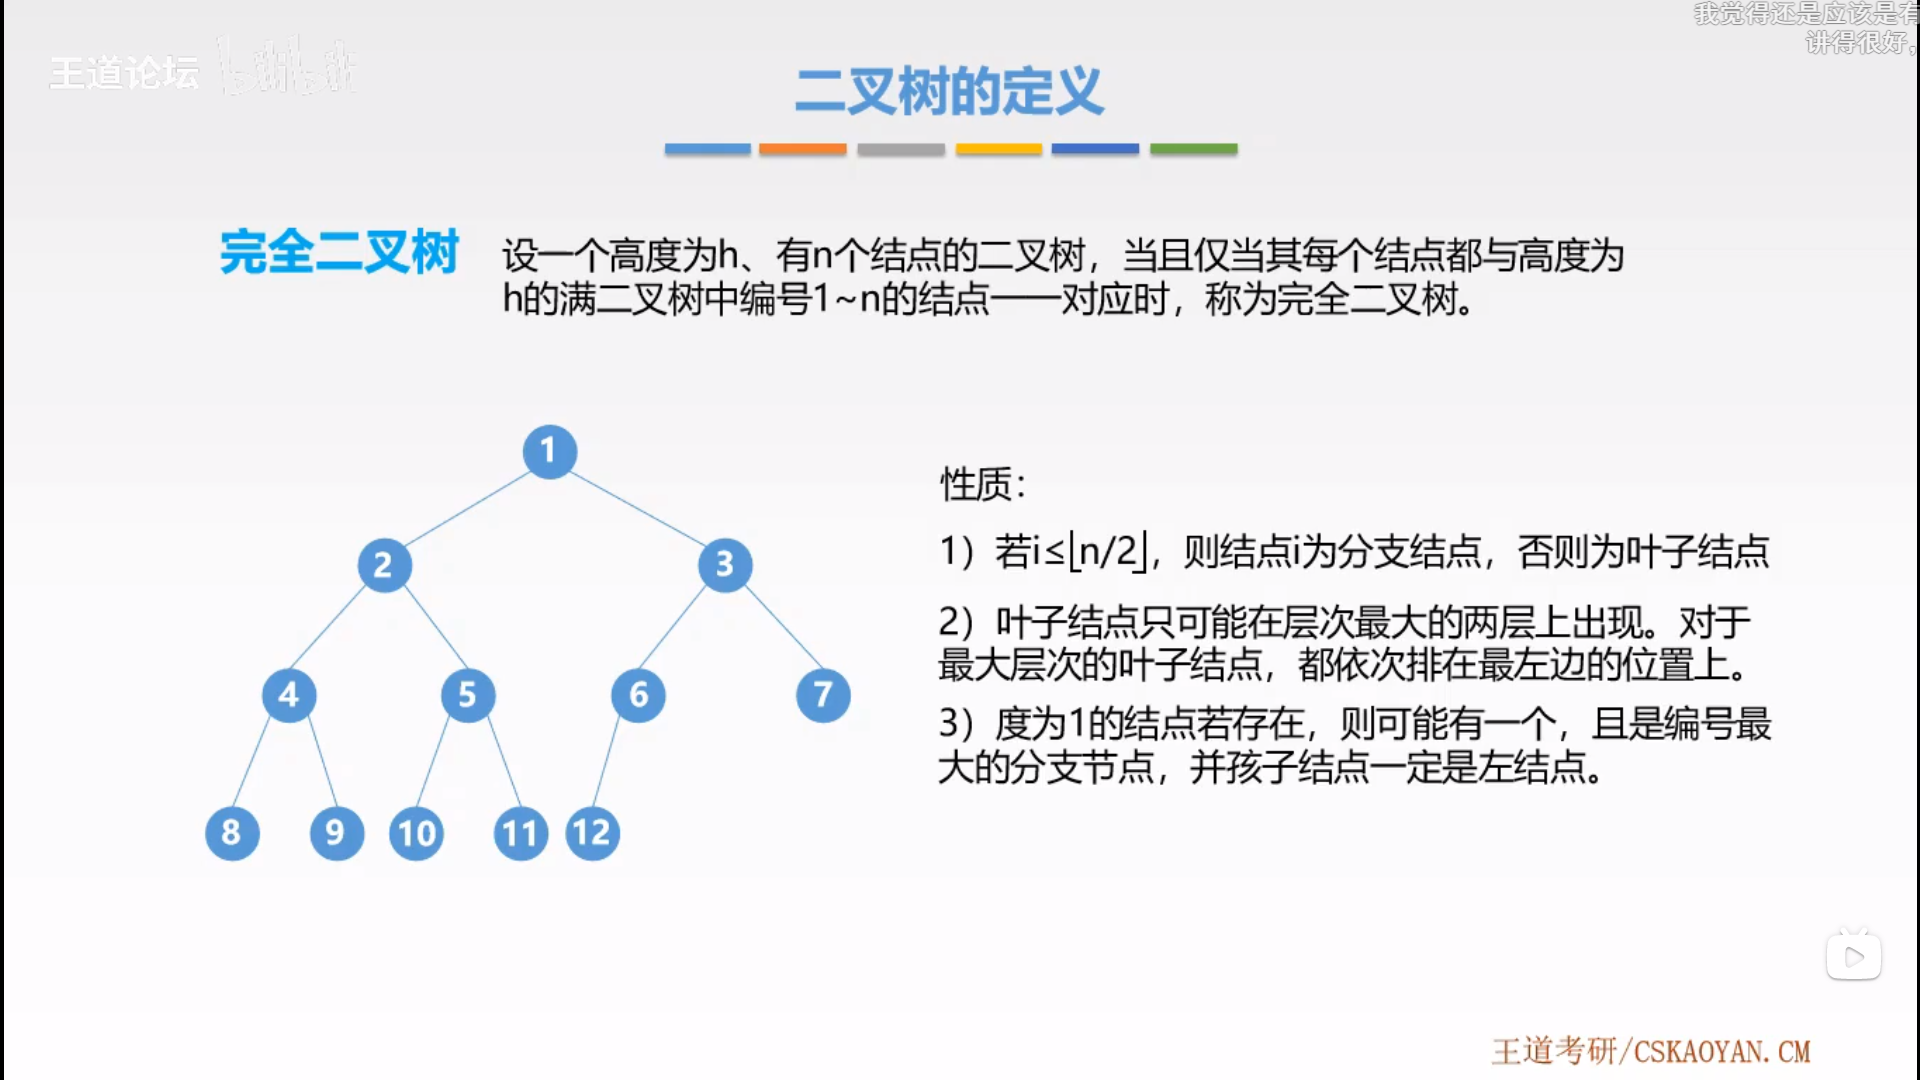 我觉得还是应该是有
讲得很好，
王道论坛 bilibili
二叉树的定义
完全二叉树
设一个高度为h、有n个结点的二叉树，当且仅当其每个结点都与高度为
h的满二叉树中编号1~n的结点一一对应时，称为完全二叉树。
1
2 3
4 5 6 7
8 9 10 11 12
性质：
1）若i≤⌊n/2⌋，则结点i为分支结点，否则为叶子结点
2）叶子结点只可能在层次最大的两层上出现。对于
最大层次的叶子结点，都依次排在最左边的位置上。
3）度为1的结点若存在，则可能有一个，且是编号最
大的分支节点，并孩子结点一定是左结点。
王道考研/CSKAOYAN.CM